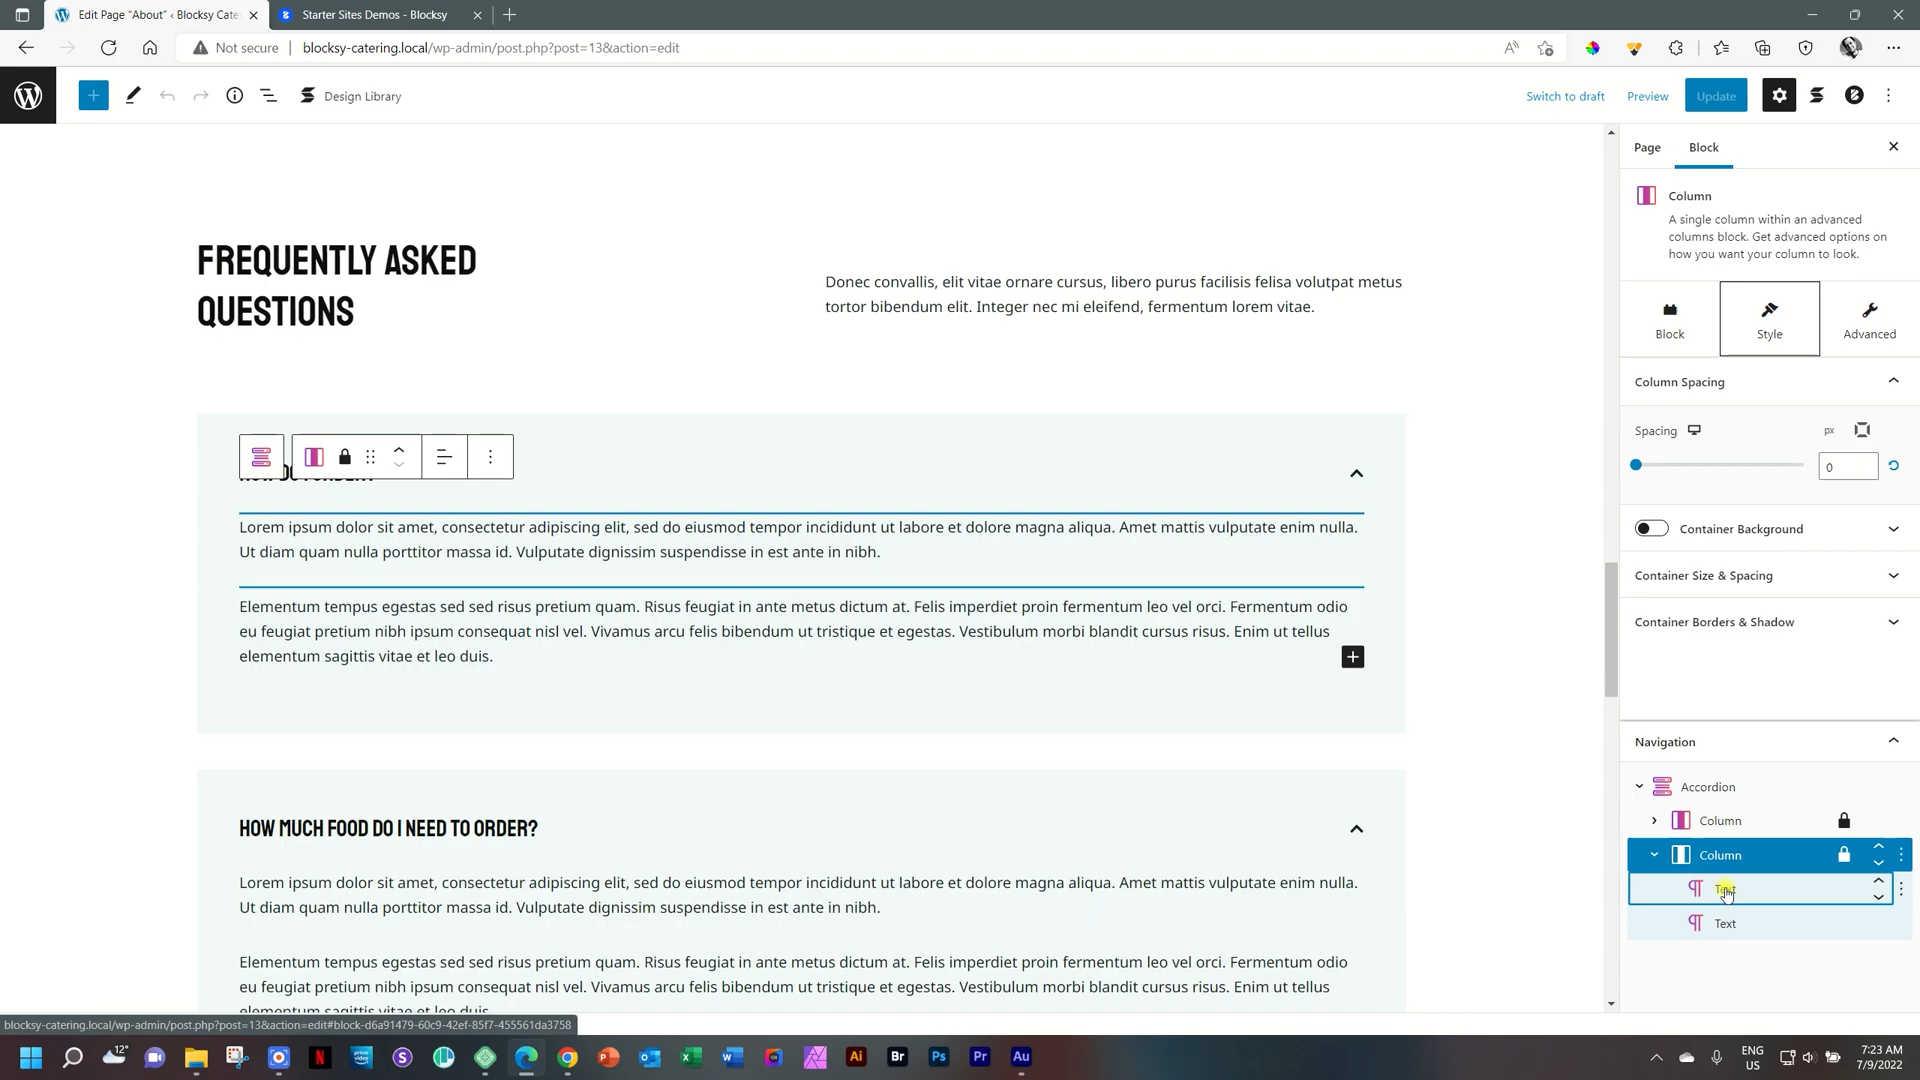 Edit Page “About” ‹ Blocksy Cate
Starter Sites Demos - Blocksy
Not secure
blocksy-catering.local/wp-admin/post.php?post=13&action=edit
Design Library
Switch to draft
Preview
Update
Page
Block
Column
A single column within an advanced
columns block. Get advanced options on
how you want your column to look.
Block
Style
Advanced
Column Spacing
Spacing
px
0
Container Background
Container Size & Spacing
Container Borders & Shadow
Navigation
Accordion
Column
Column
Text
Text
FREQUENTLY ASKED
QUESTIONS
Donec convallis, elit vitae ornare cursus, libero purus facilisis felisa volutpat metus
tortor bibendum elit. Integer nec mi eleifend, fermentum lorem vitae.
Lorem ipsum dolor sit amet, consectetur adipiscing elit, sed do eiusmod tempor incididunt ut labore et dolore magna aliqua. Amet mattis vulputate enim nulla.
Ut diam quam nulla porttitor massa id. Vulputate dignissim suspendisse in est ante in nibh.
Elementum tempus egestas sed sed risus pretium quam. Risus feugiat in ante metus dictum at. Felis imperdiet proin fermentum leo vel orci. Fermentum odio
eu feugiat pretium nibh ipsum consequat nisl vel. Vivamus arcu felis bibendum ut tristique et egestas. Vestibulum morbi blandit cursus risus. Enim ut tellus
elementum sagittis vitae et leo duis.
HOW MUCH FOOD DO I NEED TO ORDER?
Lorem ipsum dolor sit amet, consectetur adipiscing elit, sed do eiusmod tempor incididunt ut labore et dolore magna aliqua. Amet mattis vulputate enim nulla.
Ut diam quam nulla porttitor massa id. Vulputate dignissim suspendisse in est ante in nibh.
Elementum tempus egestas sed sed risus pretium quam. Risus feugiat in ante metus dictum at. Felis imperdiet proin fermentum leo vel orci. Fermentum odio
eu feugiat pretium nibh ipsum consequat nisl vel. Vivamus arcu felis bibendum ut tristique et egestas. Vestibulum morbi blandit cursus risus. Enim ut tellus
elementum sagittis vitae et leo duis.
blocksy-catering.local/wp-admin/post.php?post=13&action=edit#block-d6a91479-60c9-42ef-85f7-455561da3758
12°
Ai
Br
Ps
Pr
Au
ENG
US
7:23 AM
7/9/2022